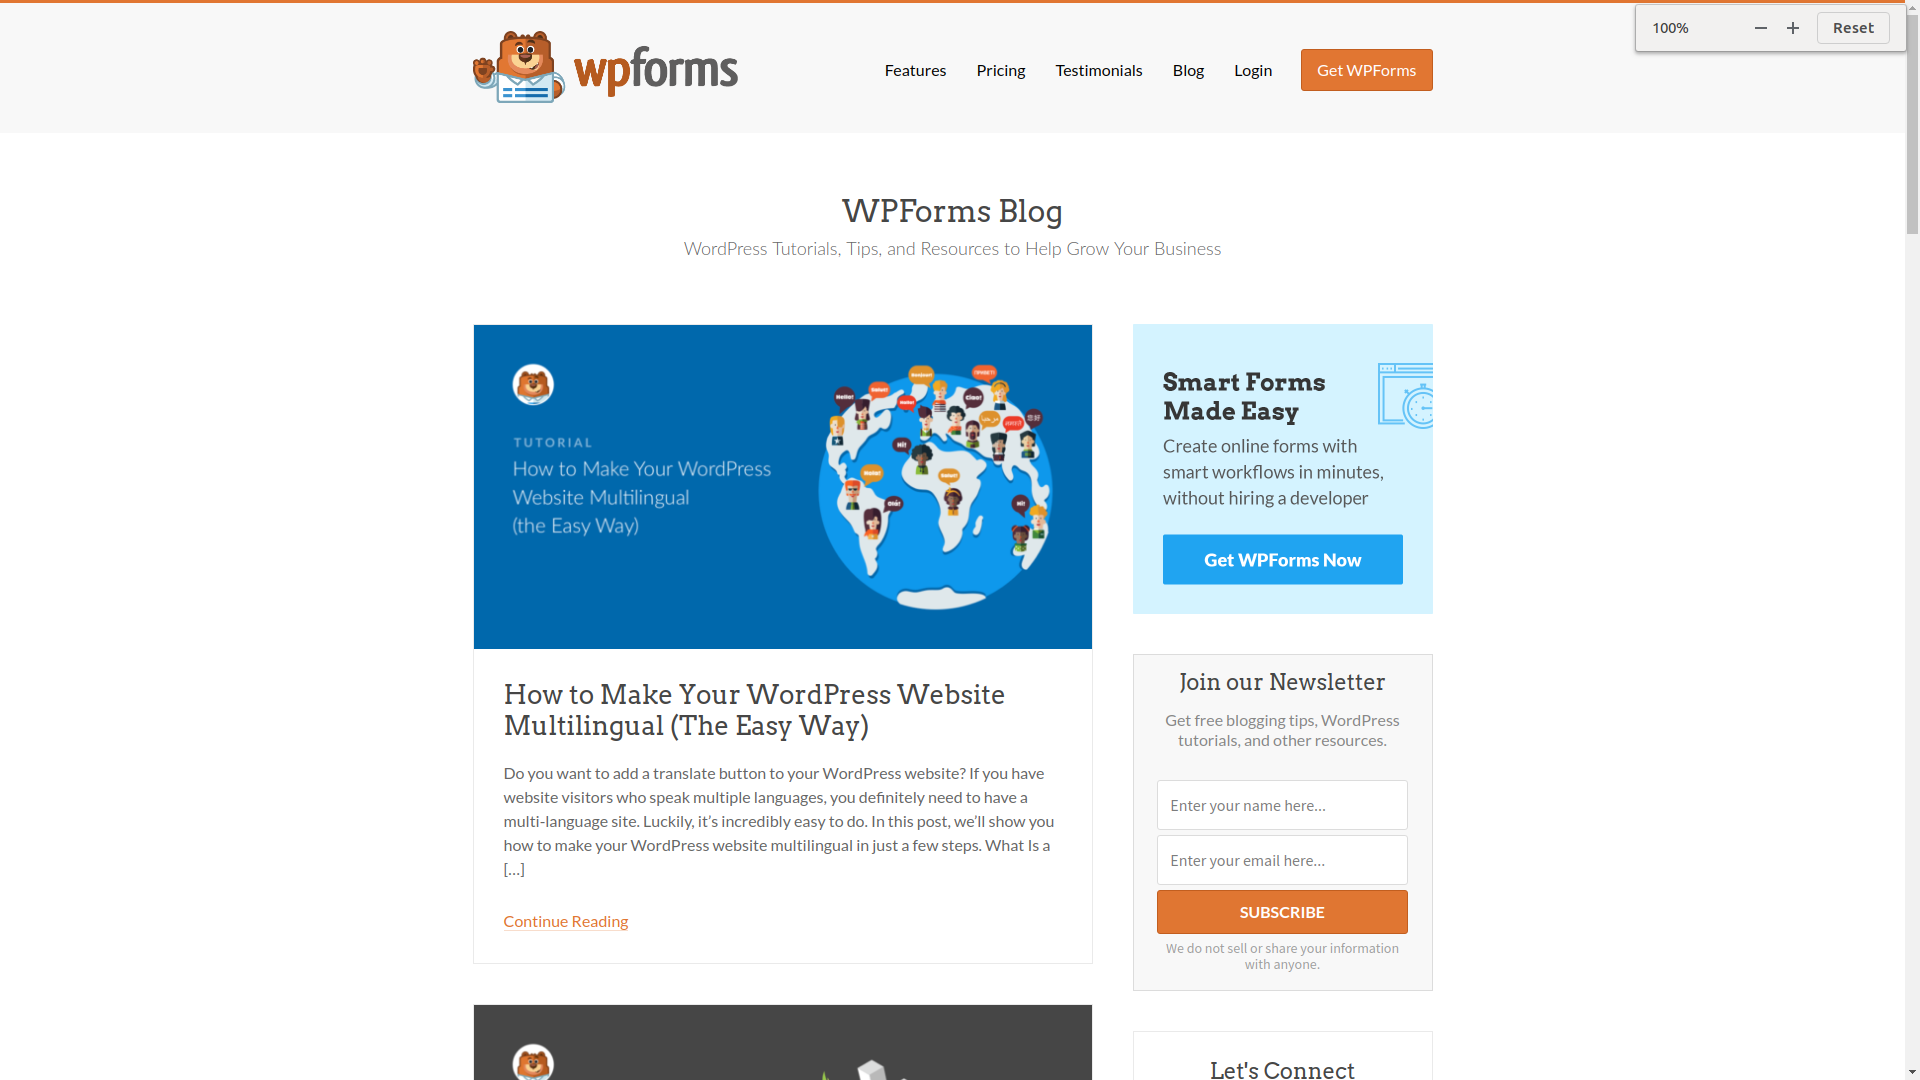 100%
Reset
wpforms
Features
Pricing
Testimonials
Blog
Login
Get WPForms
WPForms Blog
WordPress Tutorials, Tips, and Resources to Help Grow Your Business
TUTORIAL
How to Make Your WordPress
Website Multilingual
(the Easy Way)
How to Make Your WordPress Website
Multilingual (The Easy Way)
Do you want to add a translate button to your WordPress website? If you have
website visitors who speak multiple languages, you definitely need to have a
multi-language site. Luckily, it’s incredibly easy to do. In this post, we’ll show you
how to make your WordPress website multilingual in just a few steps. What Is a
[…]
Continue Reading
Smart Forms
Made Easy
Create online forms with
smart workflows in minutes,
without hiring a developer
Get WPForms Now
Join our Newsletter
Get free blogging tips, WordPress
tutorials, and other resources.
Enter your name here...
Enter your email here...
SUBSCRIBE
We do not sell or share your information
with anyone.
Let's Connect